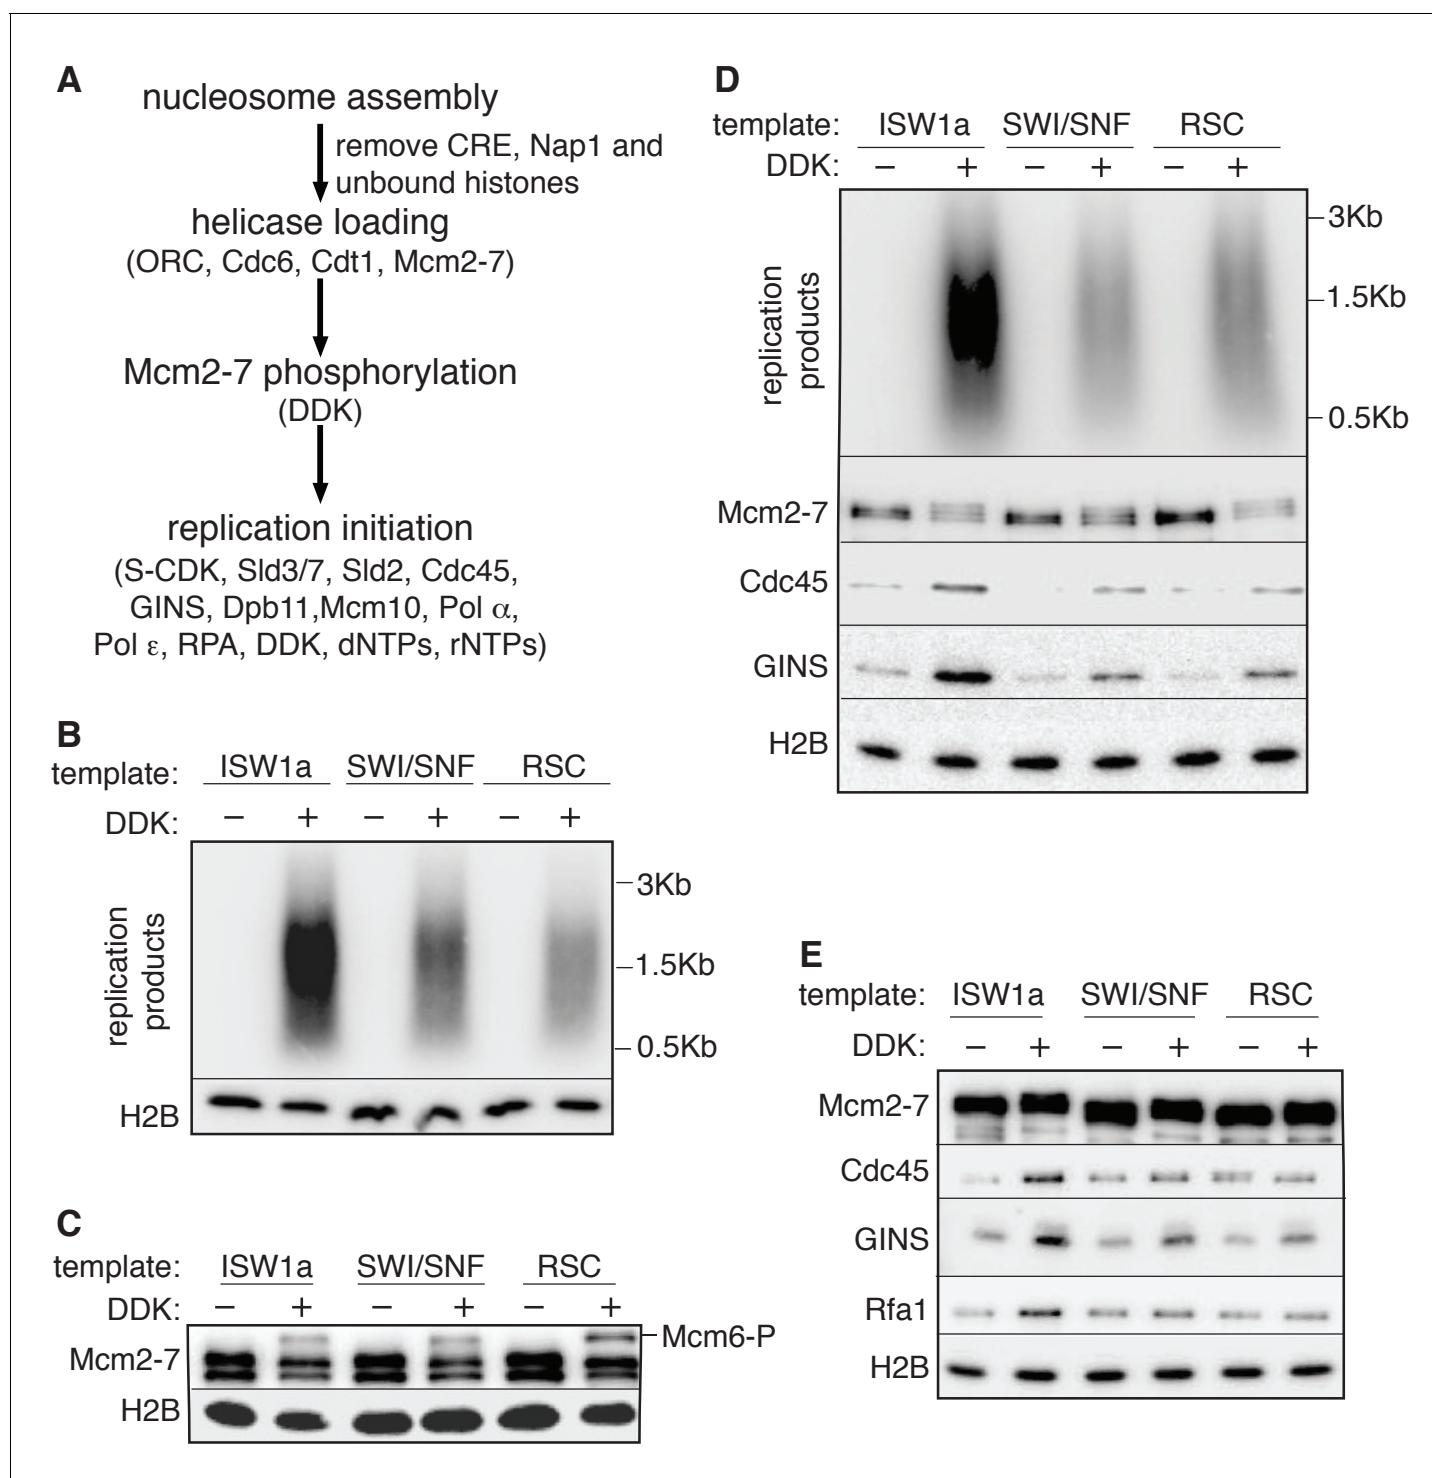 A
nucleosome assembly
remove CRE, Nap1 and
unbound histones
helicase loading
(ORC, Cdc6, Cdt1, Mcm2-7)
Mcm2-7 phosphorylation
(DDK)
replication initiation
(S-CDK, Sld3/7, Sld2, Cdc45,
GINS, Dpb11,Mcm10, Pol α,
Pol ε, RPA, DDK, dNTPs, rNTPs)
B
template: ISW1a SWI/SNF RSC
DDK: − + − + − +
replication
products
3Kb
1.5Kb
0.5Kb
H2B
C
template: ISW1a SWI/SNF RSC
DDK: − + − + − +
Mcm6-P
Mcm2-7
H2B
D
template: ISW1a SWI/SNF RSC
DDK: − + − + − +
replication
products
3Kb
1.5Kb
0.5Kb
Mcm2-7
Cdc45
GINS
H2B
E
template: ISW1a SWI/SNF RSC
DDK: − + − + − +
Mcm2-7
Cdc45
GINS
Rfa1
H2B